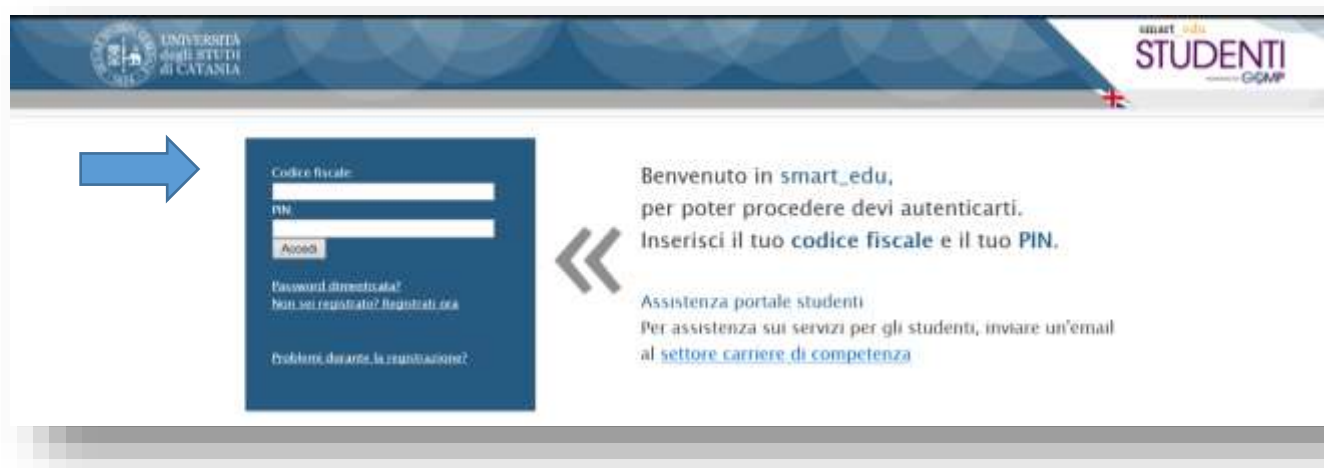 UNIVERSITÀ
degli STUDI
di CATANIA
smart_edu
STUDENTI
GOMP
Codice fiscale:
PIN:
Accedi
Password dimenticata?
Non sei registrato? Registrati ora
Problemi durante la registrazione?
Benvenuto in smart_edu,
per poter procedere devi autenticarti.
Inserisci il tuo codice fiscale e il tuo PIN.
Assistenza portale studenti
Per assistenza sui servizi per gli studenti, inviare un'email
al settore carriere di competenza